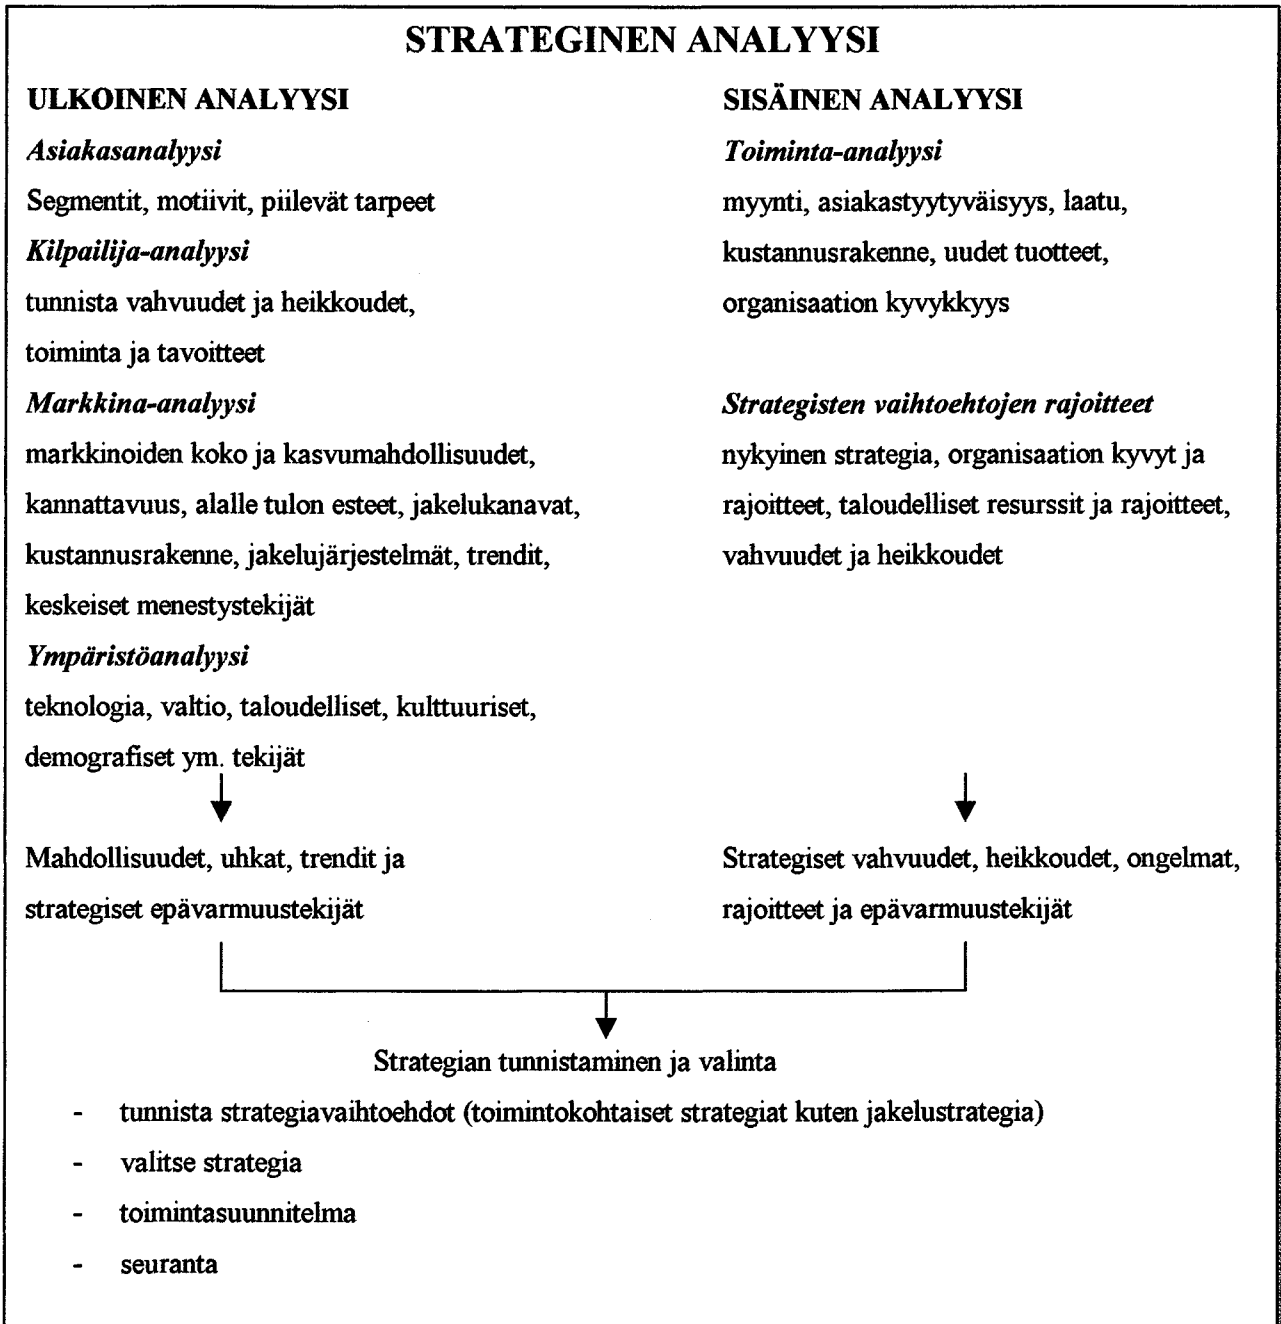 STRATEGINEN ANALYYSI
ULKOINEN ANALYYSI
Asiakasanalyysi
Segmentit, motiivit, piilevät tarpeet
Kilpailija-analyysi
tunnista vahvuudet ja heikkoudet,
toiminta ja tavoitteet
Markkina-analyysi
markkinoiden koko ja kasvumahdollisuudet,
kannattavuus, alalle tulon esteet, jakelukanavat,
kustannusrakenne, jakelujärjestelmät, trendit,
keskeiset menestystekijät
Ympäristöanalyysi
teknologia, valtio, taloudelliset, kulttuuriset,
demografiset ym. tekijät
Mahdollisuudet, uhkat, trendit ja
strategiset epävarmuustekijät
SISÄINEN ANALYYSI
Toiminta-analyysi
myynti, asiakastyytyväisyys, laatu,
kustannusrakenne, uudet tuotteet,
organisaation kyvykkyys
Strategisten vaihtoehtojen rajoitteet
nykyinen strategia, organisaation kyvyt ja
rajoitteet, taloudelliset resurssit ja rajoitteet,
vahvuudet ja heikkoudet
Strategiset vahvuudet, heikkoudet, ongelmat,
rajoitteet ja epävarmuustekijät
Strategian tunnistaminen ja valinta
- tunnista strategiavaihtoehdot (toimintokohtaiset strategiat kuten jakelustrategia)
- valitse strategia
- toimintasuunnitelma
- seuranta